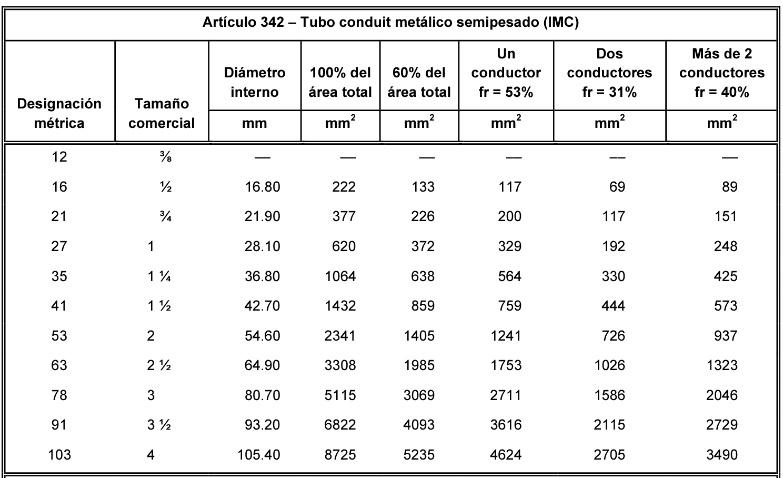 Artículo 342 – Tubo conduit metálico semipesado (IMC)
Designación métrica Tamaño comercial Diámetro interno 100% del área total 60% del área total Un conductor fr = 53% Dos conductores fr = 31% Más de 2 conductores fr = 40%
mm mm² mm² mm² mm² mm²
12 ⅜ — — — — — —
16 ½ 16.80 222 133 117 69 89
21 ¾ 21.90 377 226 200 117 151
27 1 28.10 620 372 329 192 248
35 1 ¼ 36.80 1064 638 564 330 425
41 1 ½ 42.70 1432 859 759 444 573
53 2 54.60 2341 1405 1241 726 937
63 2 ½ 64.90 3308 1985 1753 1026 1323
78 3 80.70 5115 3069 2711 1586 2046
91 3 ½ 93.20 6822 4093 3616 2115 2729
103 4 105.40 8725 5235 4624 2705 3490